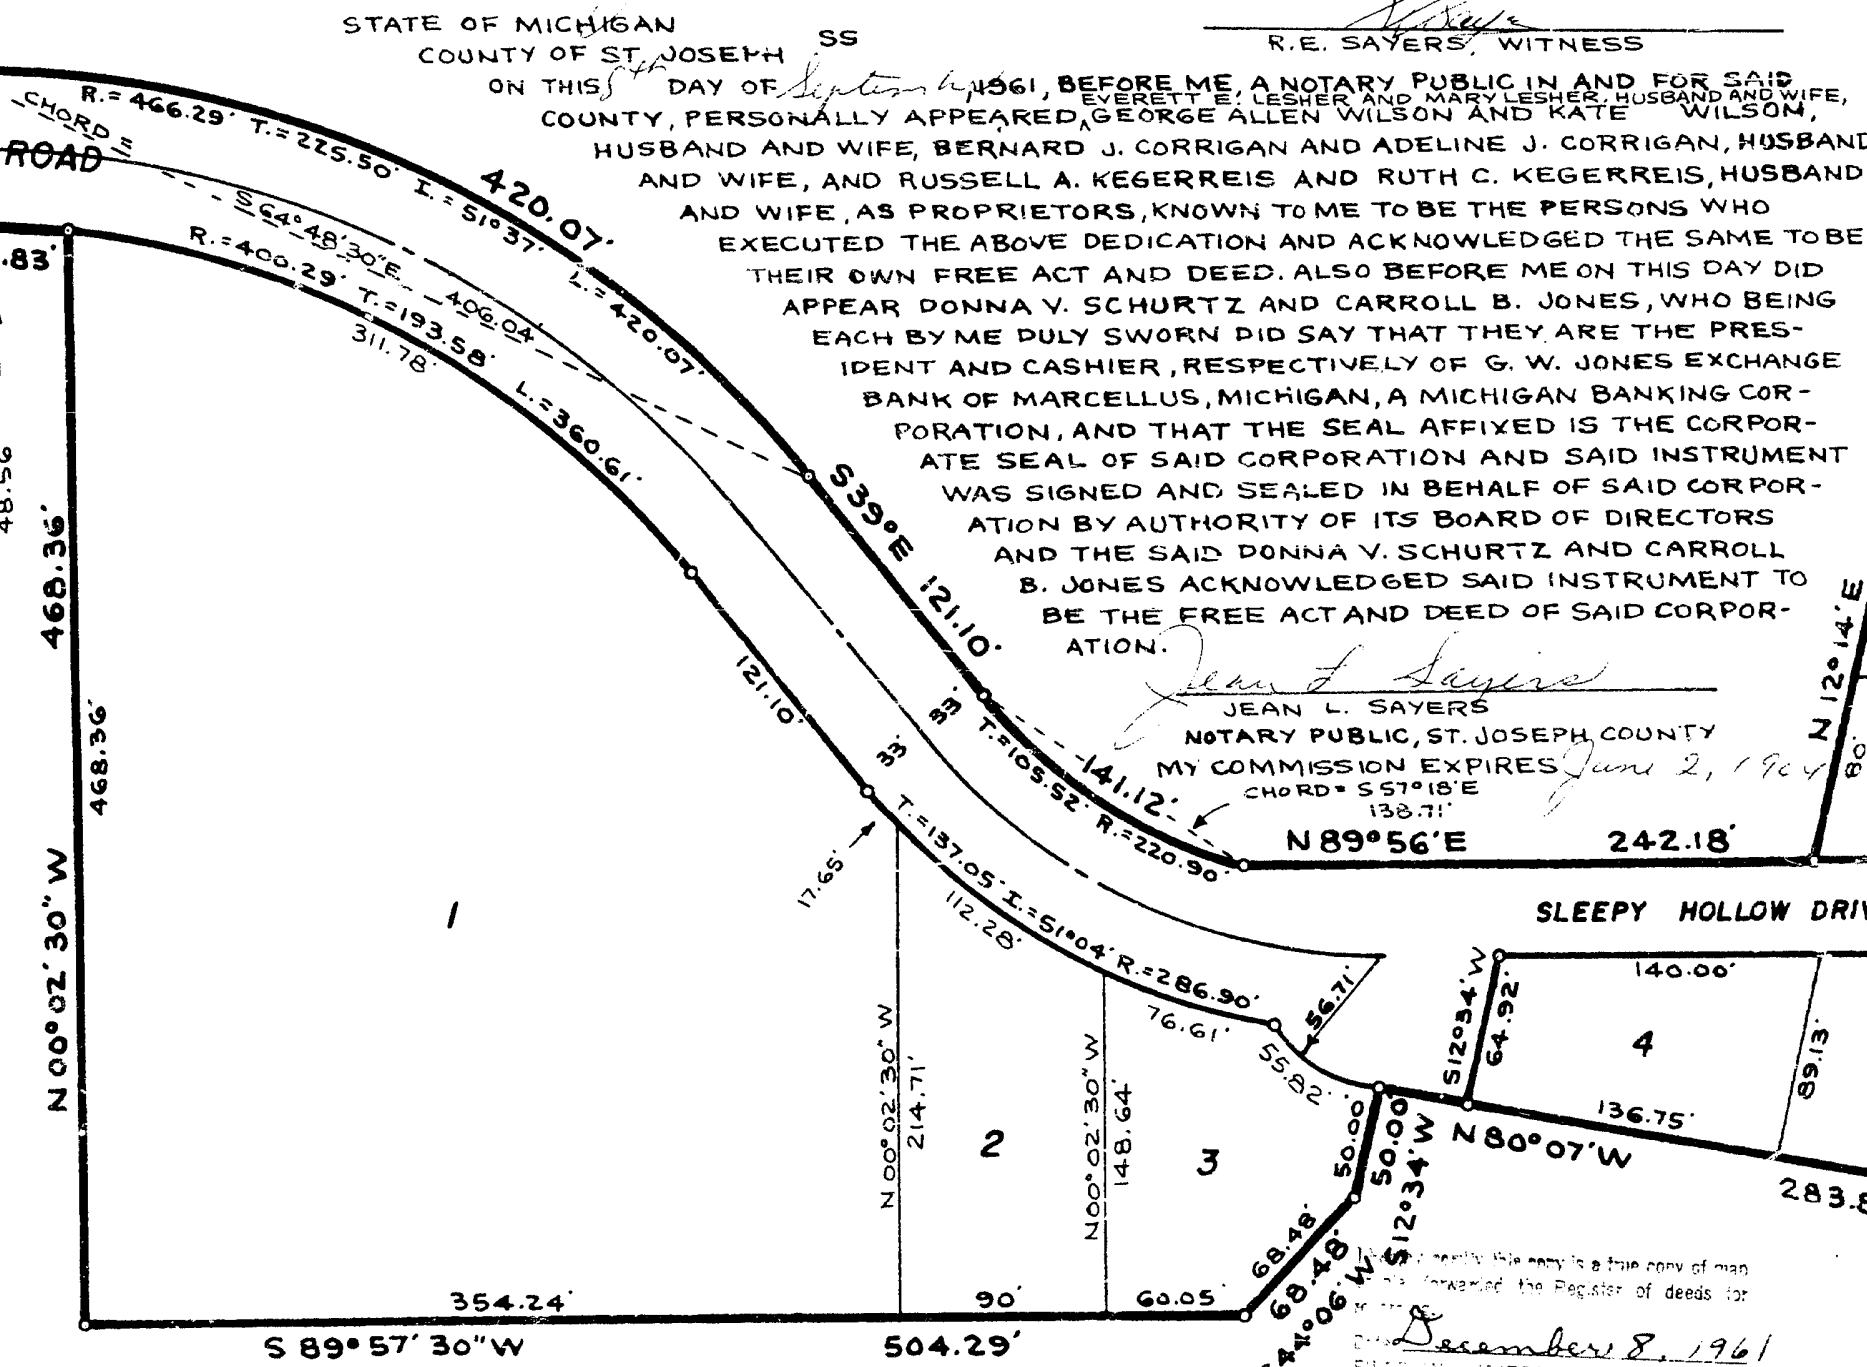 STATE OF MICHIGAN
COUNTY OF ST. JOSEPH SS
R.E. SAYERS, WITNESS
ON THIS 8th DAY OF September, 1961, BEFORE ME, A NOTARY PUBLIC IN AND FOR SAID
EVERETT E. LESHER AND MARY LESHER, HUSBAND AND WIFE,
COUNTY, PERSONALLY APPEARED, GEORGE ALLEN WILSON AND KATE WILSON,
HUSBAND AND WIFE, BERNARD J. CORRIGAN AND ADELINE J. CORRIGAN, HUSBAND
AND WIFE, AND RUSSELL A. KEGERREIS AND RUTH C. KEGERREIS, HUSBAND
AND WIFE, AS PROPRIETORS, KNOWN TO ME TO BE THE PERSONS WHO
EXECUTED THE ABOVE DEDICATION AND ACKNOWLEDGED THE SAME TO BE
THEIR OWN FREE ACT AND DEED. ALSO BEFORE ME ON THIS DAY DID
APPEAR DONNA V. SCHURTZ AND CARROLL B. JONES, WHO BEING
EACH BY ME DULY SWORN DID SAY THAT THEY ARE THE PRES-
IDENT AND CASHIER, RESPECTIVELY OF G. W. JONES EXCHANGE
BANK OF MARCELLUS, MICHIGAN, A MICHIGAN BANKING COR-
PORATION, AND THAT THE SEAL AFFIXED IS THE CORPOR-
ATE SEAL OF SAID CORPORATION AND SAID INSTRUMENT
WAS SIGNED AND SEALED IN BEHALF OF SAID CORPOR-
ATION BY AUTHORITY OF ITS BOARD OF DIRECTORS
AND THE SAID DONNA V. SCHURTZ AND CARROLL
B. JONES ACKNOWLEDGED SAID INSTRUMENT TO
BE THE FREE ACT AND DEED OF SAID CORPOR-
ATION.
Jean L Sayers
JEAN L. SAYERS
NOTARY PUBLIC, ST. JOSEPH COUNTY
MY COMMISSION EXPIRES June 2, 1964
CHORD = S 57°18'E
138.71'
R.=466.29' T.=225.50' I.=51°37' L.=420.07'
420.07'
CHORD =
S 64°48'30"E 406.04'
ROAD
.83'
R.=400.29' T.=193.58' L.=360.61'
311.78'
48.56
468.36'
468.36'
N 00°02'30" W
S 39°E 121.10'
121.10'
33'
33'
141.12'
T.=105.52' R.=220.90'
N 89°56'E 242.18'
N 12°14'E
80.
SLEEPY HOLLOW DRIV
T.=137.05' I.=51°04' R.=286.90'
17.65'
112.28'
76.61'
56.71'
55.82'
1
2
3
4
N 00°02'30" W
214.71'
N 00°02'30" W
148.64'
S 12°34' W
64.92'
140.00'
89.13'
136.75'
N 80°07'W
283.8
50.00'
50.00'
S 12°34' W
68.48'
68.48'
44°06' W
354.24'
90'
60.05'
S 89°57'30"W
504.29'
certify this copy is a true copy of map
forwarded the Register of deeds for
December 8, 1961